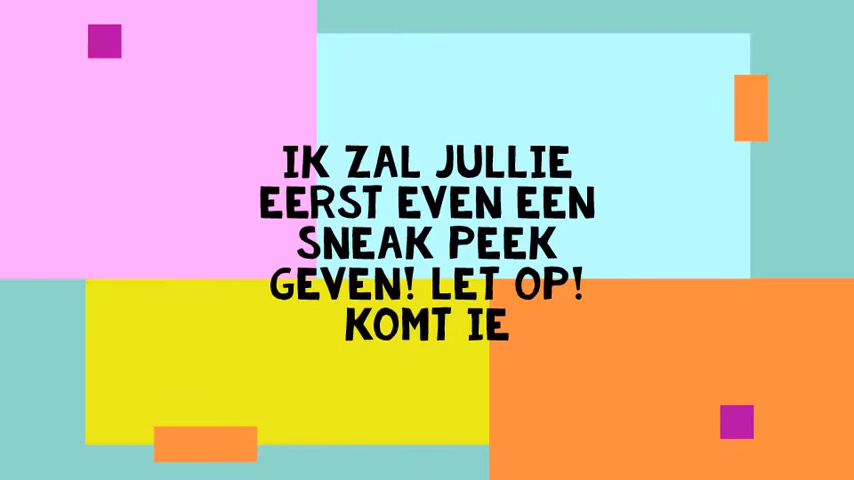 IK ZAL JULLIE
EERST EVEN EEN
SNEAK PEEK
GEVEN! LET OP!
KOMT IE